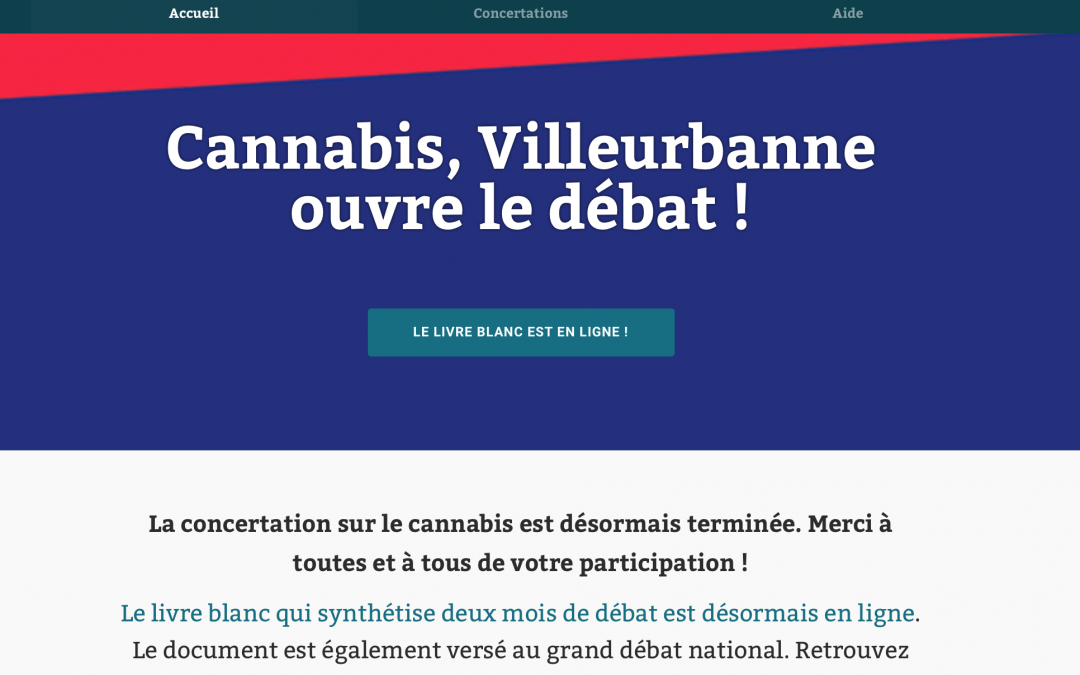 Accueil Concertations Aide
Cannabis, Villeurbanne
ouvre le débat !
LE LIVRE BLANC EST EN LIGNE !
La concertation sur le cannabis est désormais terminée. Merci à
toutes et à tous de votre participation !
Le livre blanc qui synthétise deux mois de débat est désormais en ligne.
Le document est également versé au grand débat national. Retrouvez